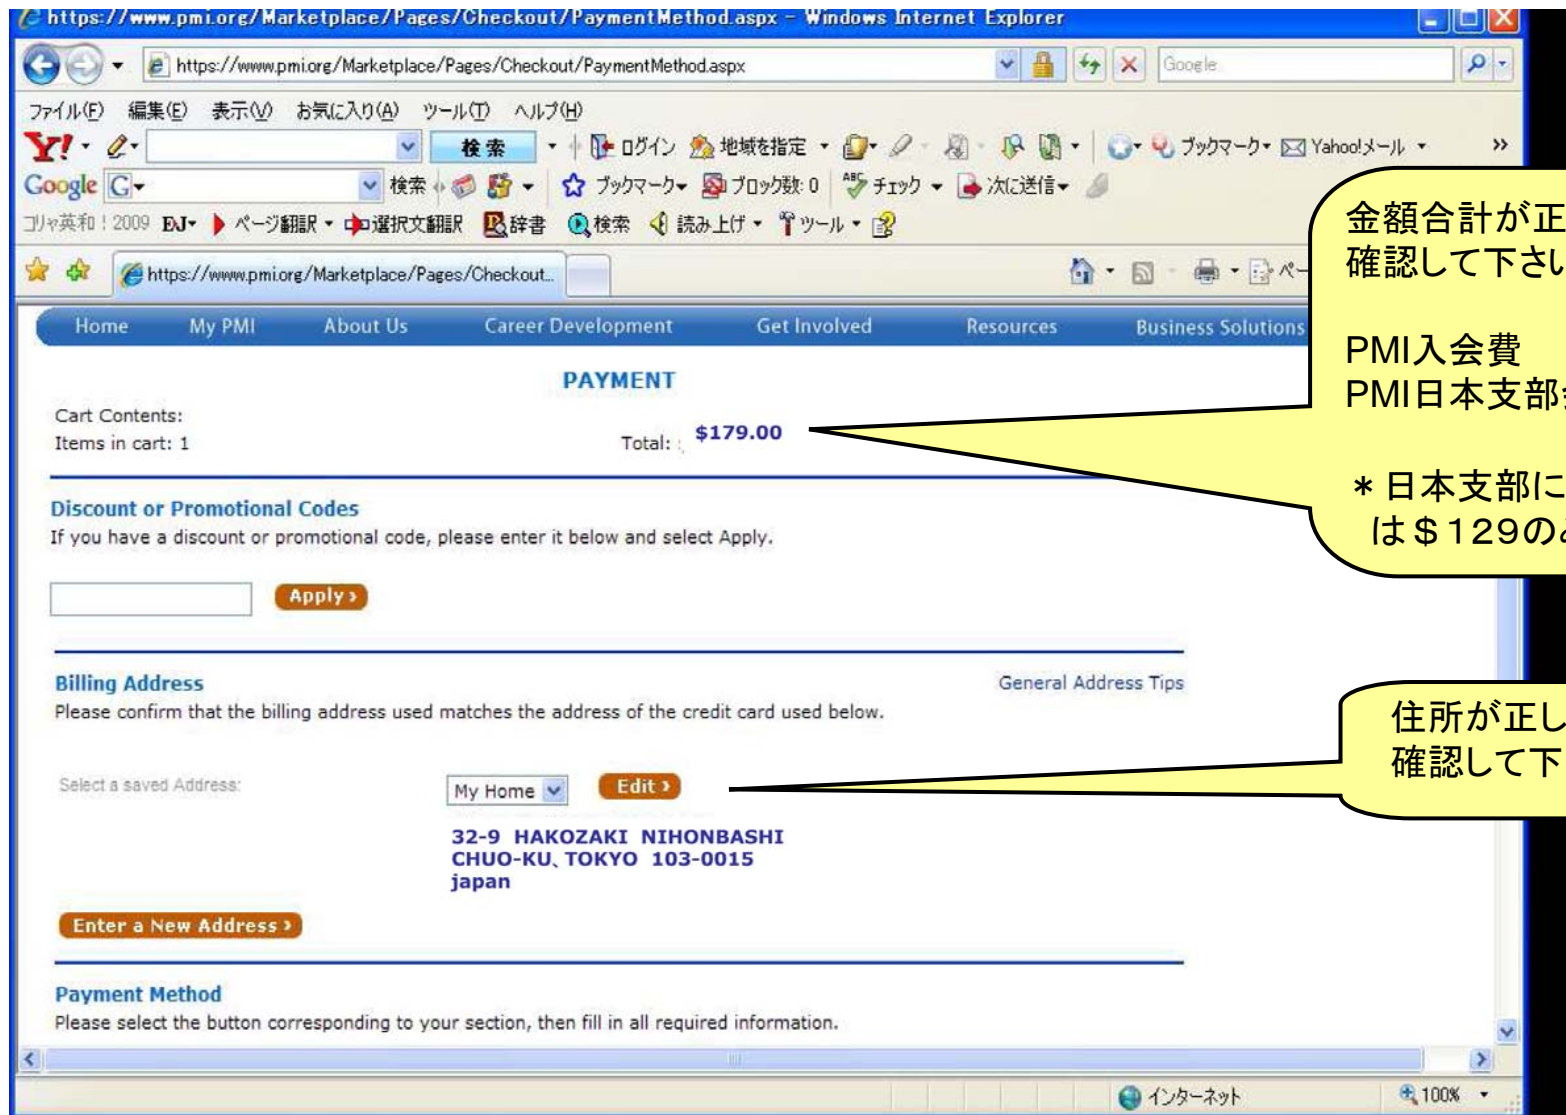 https://www.pmi.org/Marketplace/Pages/Checkout/PaymentMethod.aspx - Windows Internet Explorer
https://www.pmi.org/Marketplace/Pages/Checkout/PaymentMethod.aspx
Google
ファイル(F) 編集(E) 表示(V) お気に入り(A) ツール(T) ヘルプ(H)
Y! 検索 ログイン 地域を指定 ブックマーク Yahoo!メール »
Google G 検索 ブックマーク ブロック数: 0 ABC チェック 次に送信
コリャ英和!2009 EJ ページ翻訳 選択文翻訳 辞書 検索 読み上げ ツール
https://www.pmi.org/Marketplace/Pages/Checkout...
ペー
Home My PMI About Us Career Development Get Involved Resources Business Solutions
金額合計が正
確認して下さい
PMI入会費
PMI日本支部
*日本支部に
は$129の
PAYMENT
Cart Contents:
Items in cart: 1
Total: $179.00
Discount or Promotional Codes
If you have a discount or promotional code, please enter it below and select Apply.
Apply ›
Billing Address
General Address Tips
Please confirm that the billing address used matches the address of the credit card used below.
住所が正し
確認して下
Select a saved Address:
My Home Edit ›
32-9 HAKOZAKI NIHONBASHI
CHUO-KU、TOKYO 103-0015
japan
Enter a New Address ›
Payment Method
Please select the button corresponding to your section, then fill in all required information.
インターネット 100%